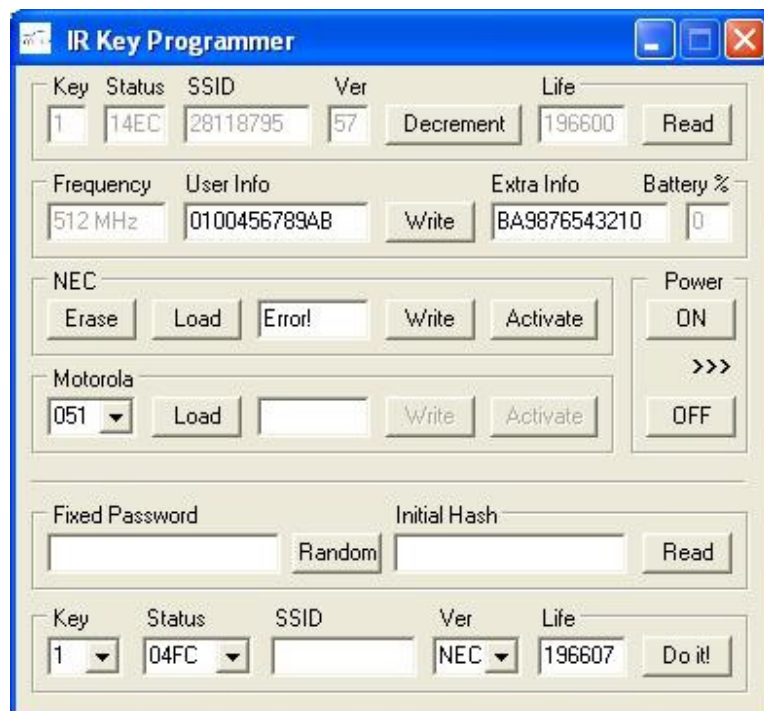 IR Key Programmer
Key Status SSID Ver Life
1 14EC 28118795 57 Decrement 196600 Read
Frequency User Info Extra Info Battery %
512 MHz 0100456789AB Write BA9876543210 0
NEC Power
Erase Load Error! Write Activate ON
>>>
Motorola
051 Load Write Activate OFF
Fixed Password Initial Hash
Random Read
Key Status SSID Ver Life
1 04FC NEC 196607 Do it!